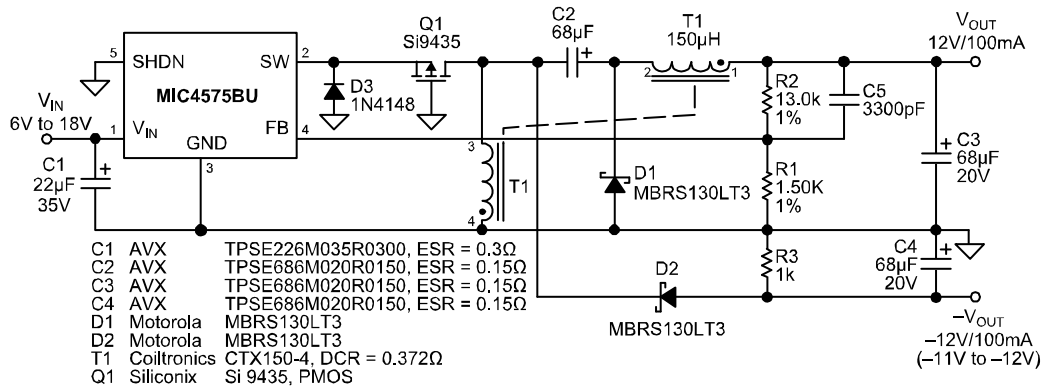 C2
68µF
T1
150µH
VOUT
12V/100mA
Q1
Si9435
5
SHDN
SW
2
MIC4575BU
D3
1N4148
2
1
R2
13.0k
1%
C5
3300pF
VIN
6V to 18V
1
VIN
FB
4
GND
3
C1
22µF
35V
3
T1
4
D1
MBRS130LT3
R1
1.50K
1%
C3
68µF
20V
C1 AVX TPSE226M035R0300, ESR = 0.3Ω
C2 AVX TPSE686M020R0150, ESR = 0.15Ω
C3 AVX TPSE686M020R0150, ESR = 0.15Ω
C4 AVX TPSE686M020R0150, ESR = 0.15Ω
D1 Motorola MBRS130LT3
D2 Motorola MBRS130LT3
T1 Coiltronics CTX150-4, DCR = 0.372Ω
Q1 Siliconix Si 9435, PMOS
D2
MBRS130LT3
R3
1k
C4
68µF
20V
–VOUT
–12V/100mA
(–11V to –12V)